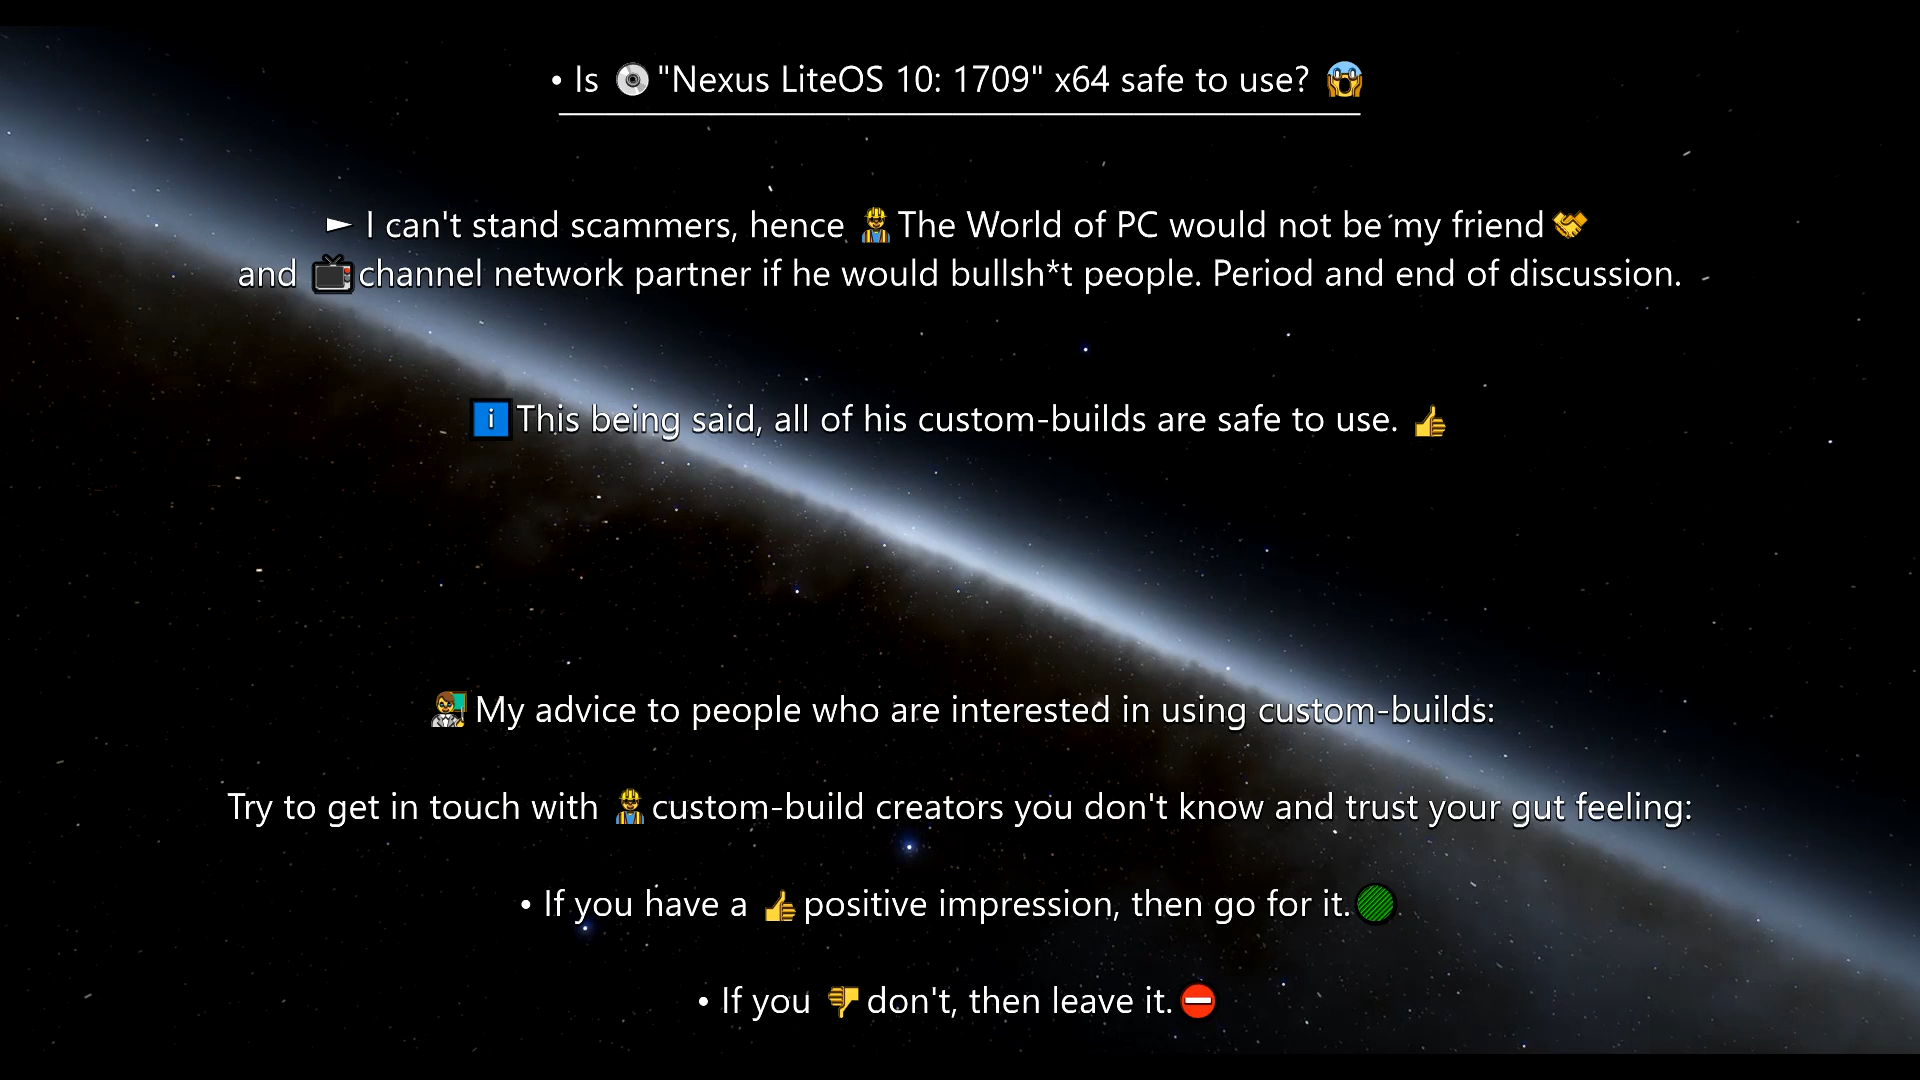 • Is 💿"Nexus LiteOS 10: 1709" x64 safe to use? 😱
► I can't stand scammers, hence 👷The World of PC would not be my friend🤝
and 📺channel network partner if he would bullsh*t people. Period and end of discussion.
ℹ️This being said, all of his custom-builds are safe to use. 👍
👨‍🏫My advice to people who are interested in using custom-builds:
Try to get in touch with 👷custom-build creators you don't know and trust your gut feeling:
• If you have a 👍positive impression, then go for it.🟢
• If you 👎don't, then leave it.⛔